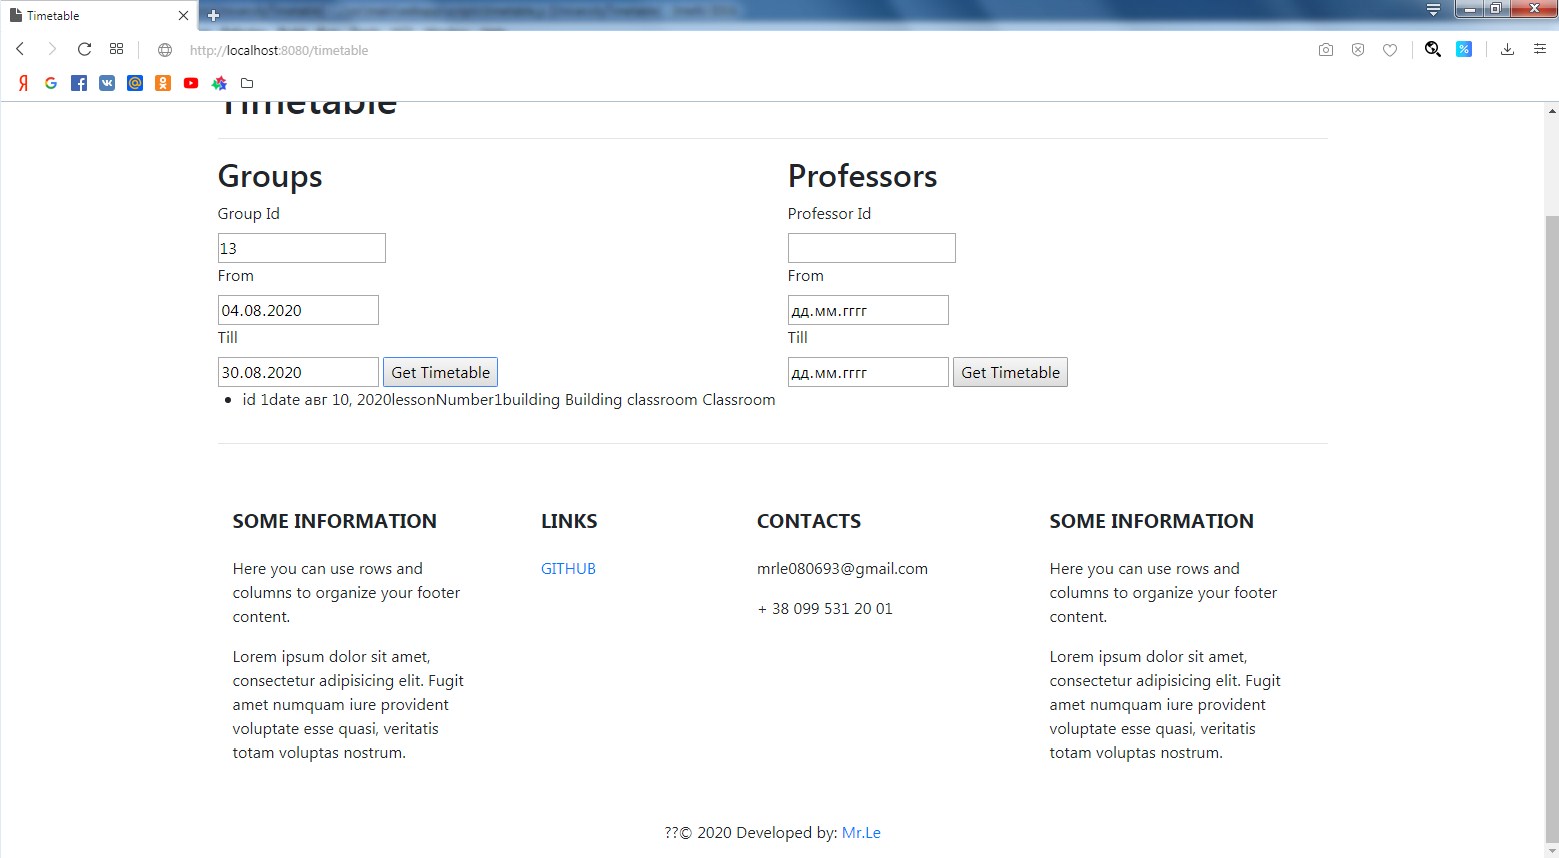 Timetable
http://localhost:8080/timetable
Timetable
Groups
Group Id
13
From
04.08.2020
Till
30.08.2020 Get Timetable
id 1date авг 10, 2020lessonNumber1building Building classroom Classroom
Professors
Professor Id
From
дд.мм.гггг
Till
дд.мм.гггг Get Timetable
SOME INFORMATION
Here you can use rows and
columns to organize your footer
content.
Lorem ipsum dolor sit amet,
consectetur adipisicing elit. Fugit
amet numquam iure provident
voluptate esse quasi, veritatis
totam voluptas nostrum.
LINKS
GITHUB
CONTACTS
mrle080693@gmail.com
+ 38 099 531 20 01
SOME INFORMATION
Here you can use rows and
columns to organize your footer
content.
Lorem ipsum dolor sit amet,
consectetur adipisicing elit. Fugit
amet numquam iure provident
voluptate esse quasi, veritatis
totam voluptas nostrum.
??© 2020 Developed by: Mr.Le